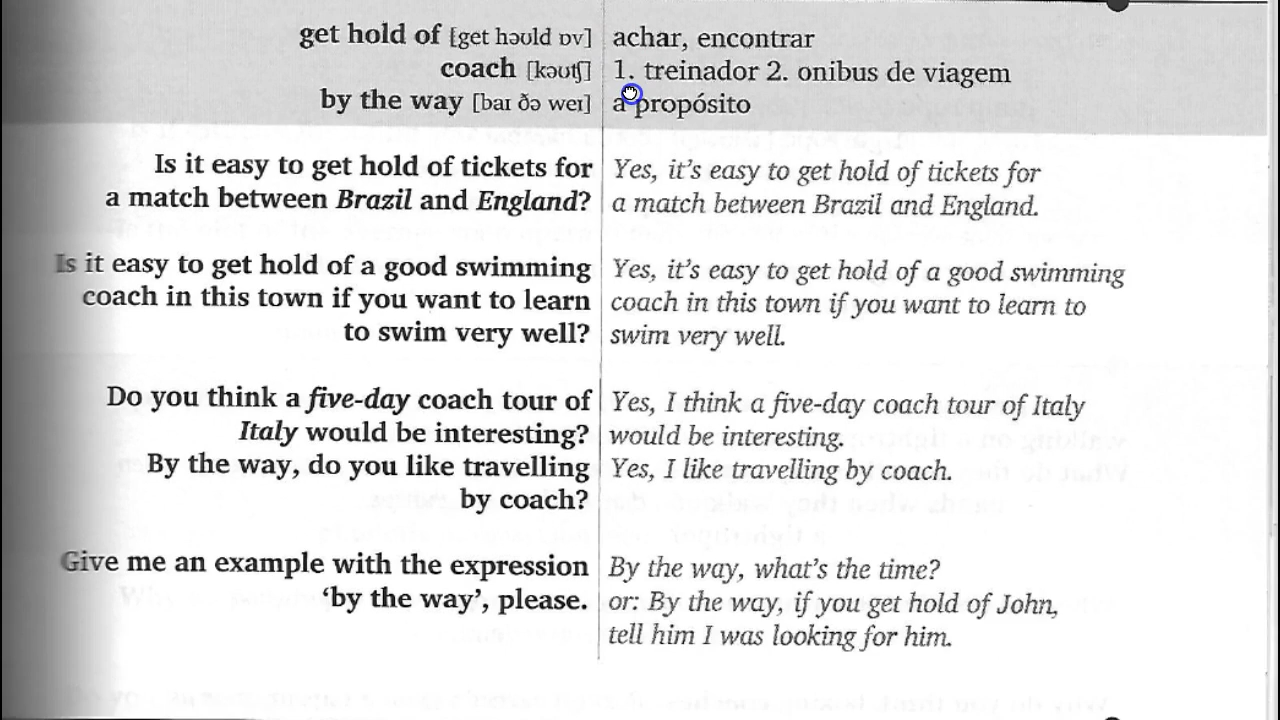 get hold of [get həʊld ɒv] achar, encontrar
coach [kəʊʧ] 1. treinador 2. onibus de viagem
by the way [baɪ ðə weɪ] a propósito
Is it easy to get hold of tickets for
a match between Brazil and England?
Yes, it's easy to get hold of tickets for
a match between Brazil and England.
Is it easy to get hold of a good swimming
coach in this town if you want to learn
to swim very well?
Yes, it's easy to get hold of a good swimming
coach in this town if you want to learn to
swim very well.
Do you think a five-day coach tour of
Italy would be interesting?
Yes, I think a five-day coach tour of Italy
would be interesting.
By the way, do you like travelling
by coach?
Yes, I like travelling by coach.
Give me an example with the expression
‘by the way’, please.
By the way, what's the time?
or: By the way, if you get hold of John,
tell him I was looking for him.